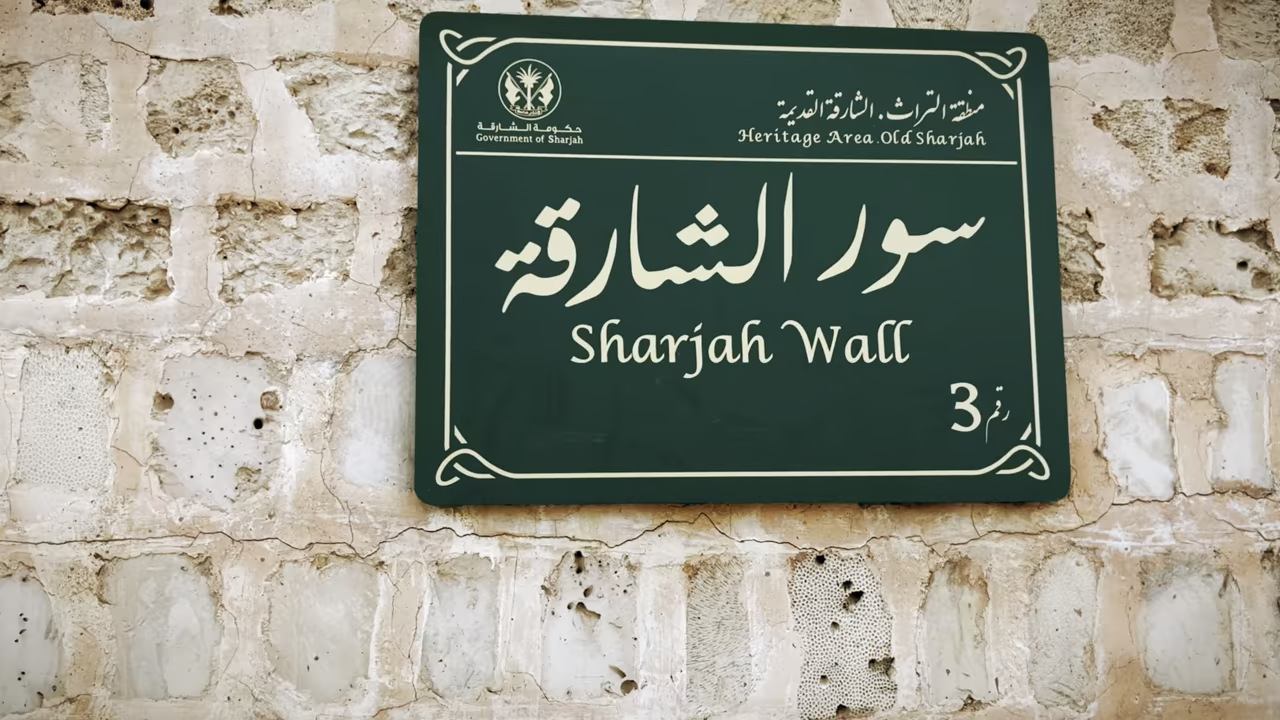 حكومة الشارقة
Government of Sharjah
منطقة التراث . الشارقة القديمة
Heritage Area . Old Sharjah
سور الشارقة
Sharjah Wall
رقم 3